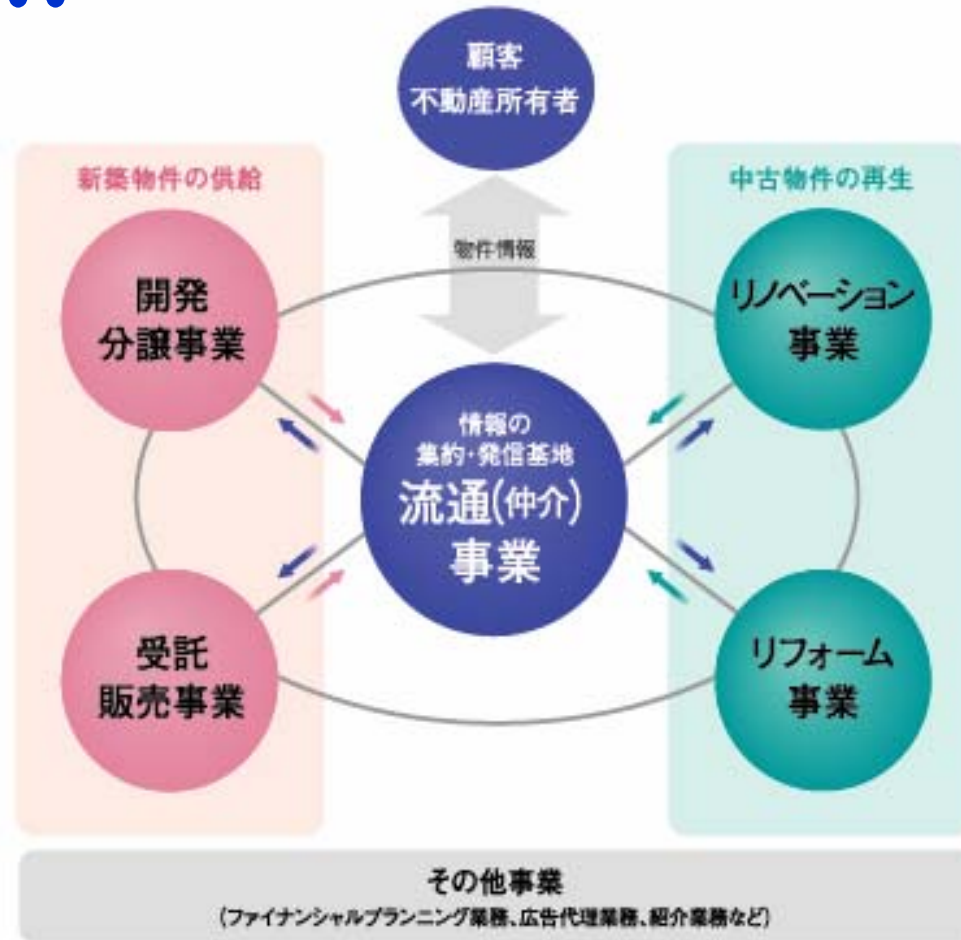 顧客
不動産所有者
新築物件の供給
中古物件の再生
物件情報
開発
分譲事業
リノベーション
事業
情報の
集約・発信基地
流通(仲介)
事業
受託
販売事業
リフォーム
事業
その他事業
(ファイナンシャルプランニング業務、広告代理業務、紹介業務など)